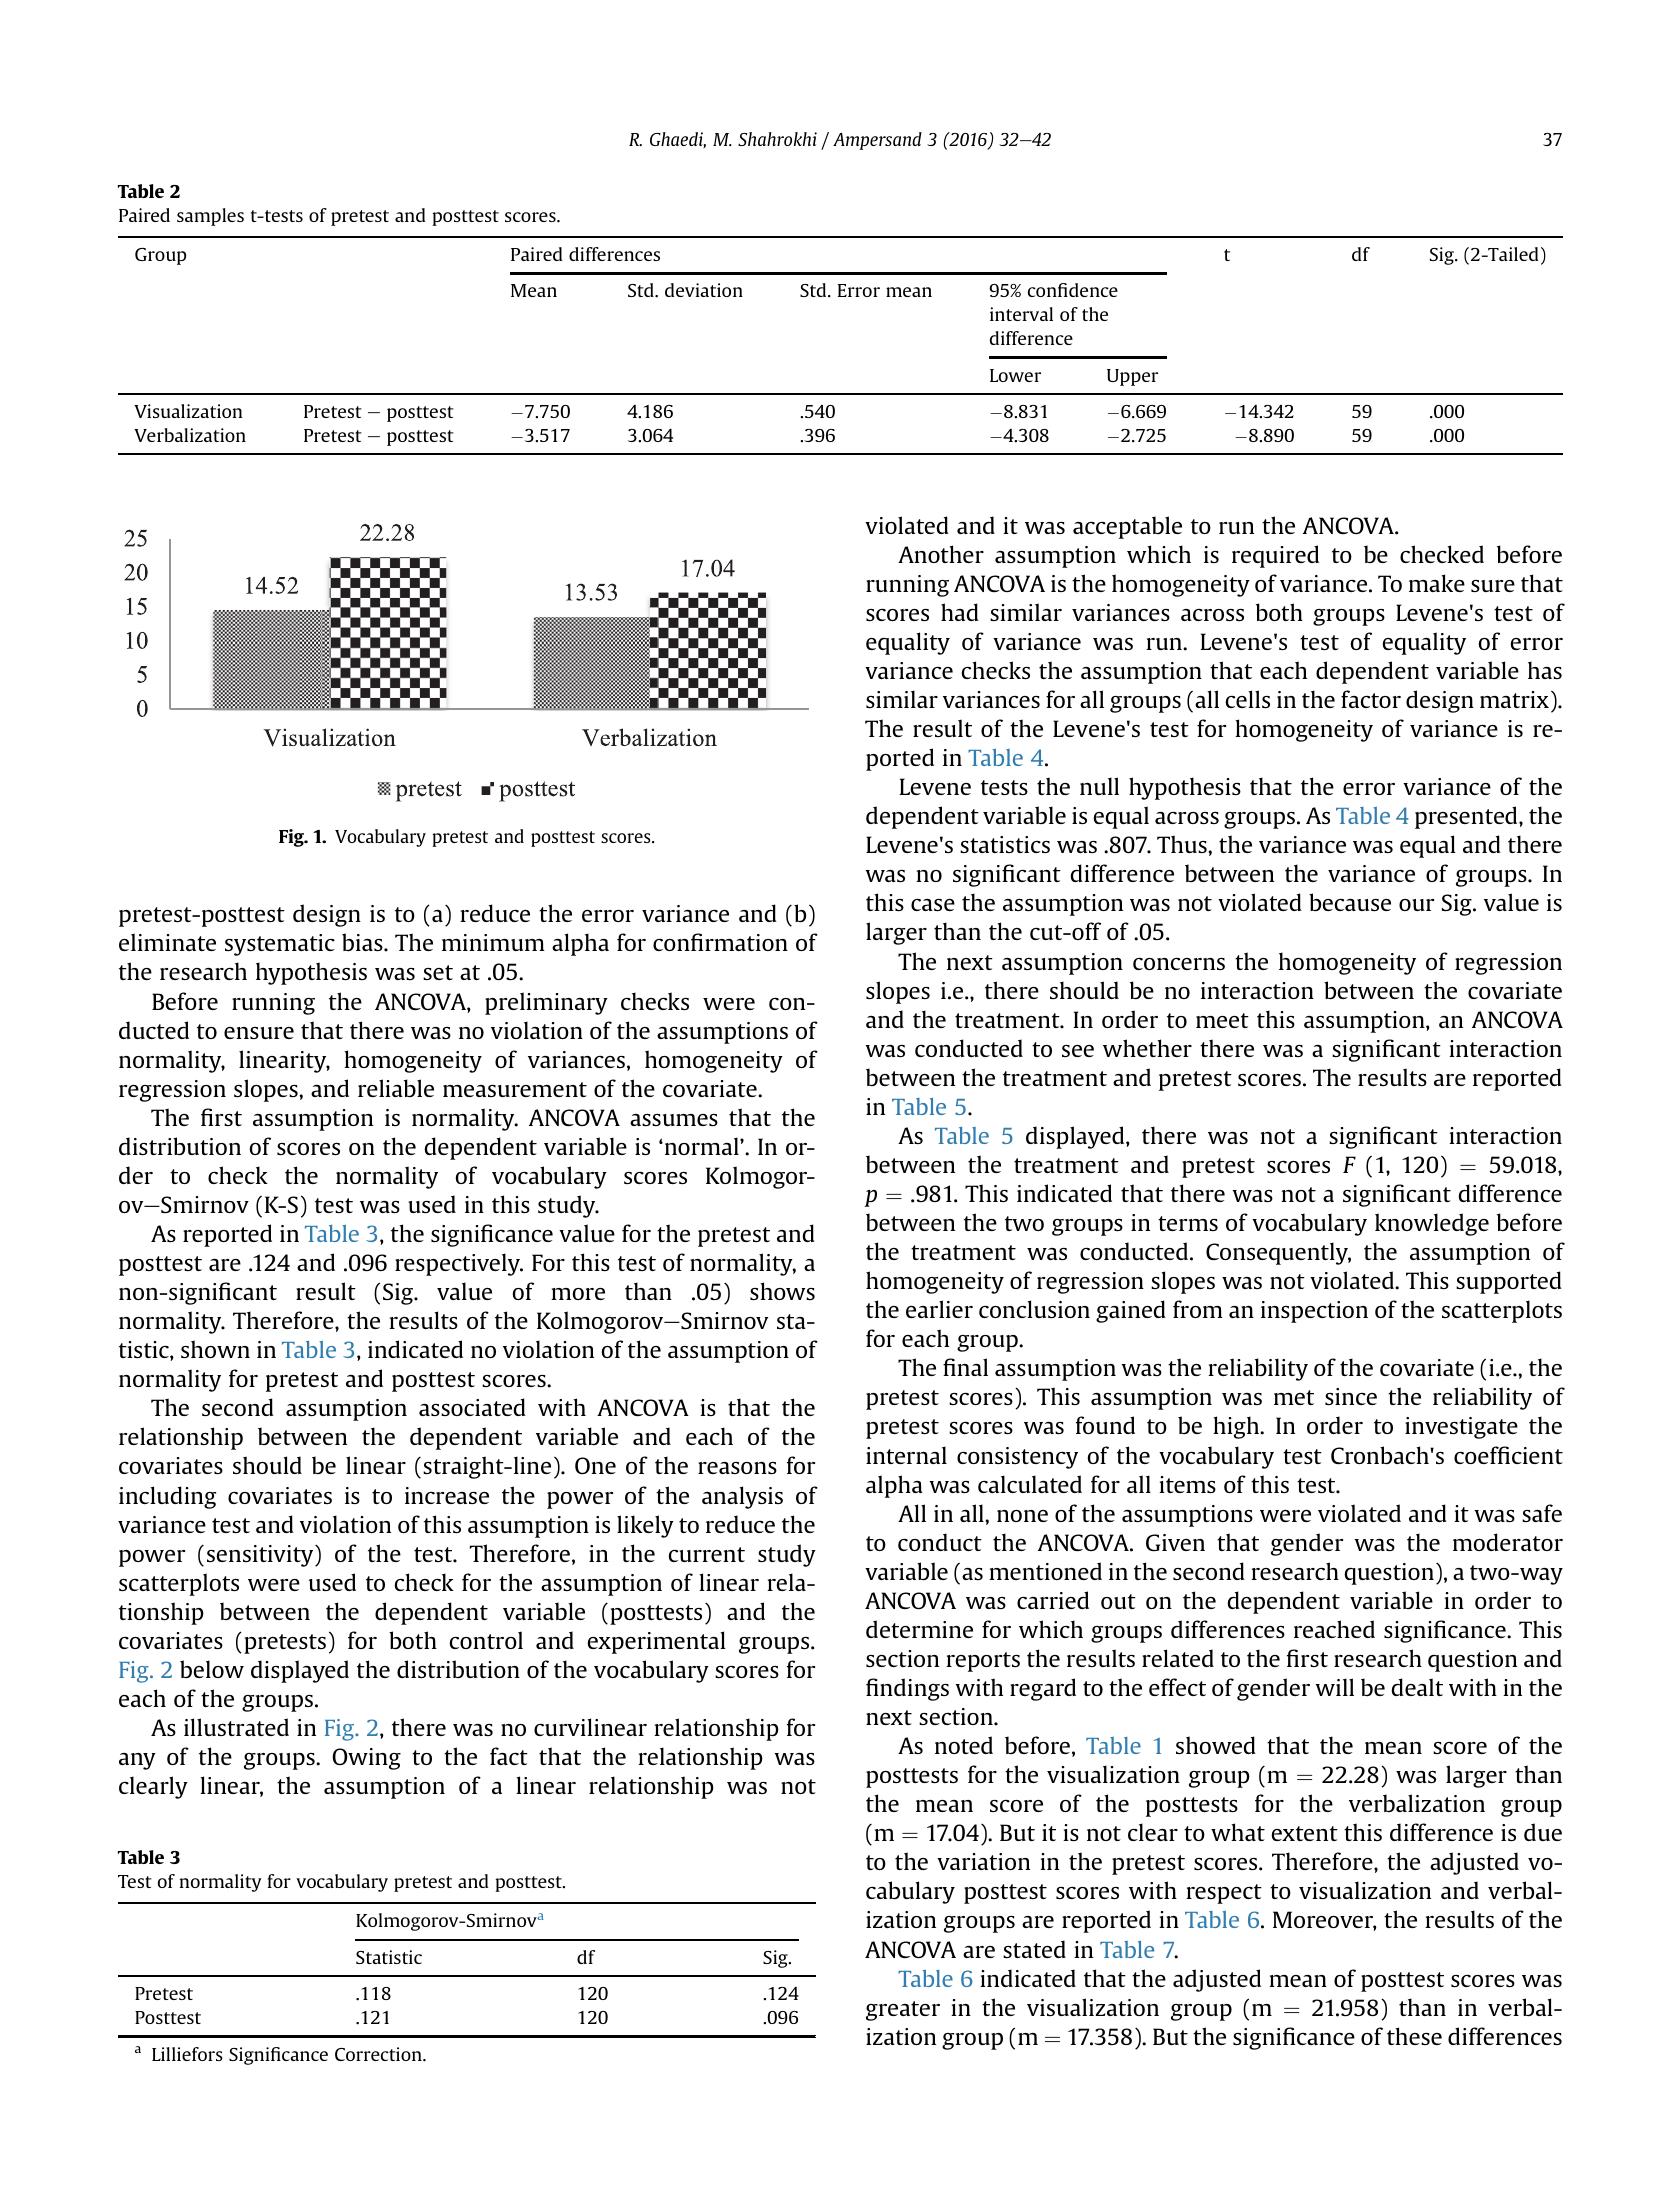 R. Ghaedi, M. Shahrokhi / Ampersand 3 (2016) 32–42
37
Table 2
Paired samples t-tests of pretest and posttest scores.
Group Paired differences t df Sig. (2-Tailed)
Mean Std. deviation Std. Error mean 95% confidence
interval of the
difference
Lower Upper
Visualization Pretest – posttest −7.750 4.186 .540 −8.831 −6.669 −14.342 59 .000
Verbalization Pretest – posttest −3.517 3.064 .396 −4.308 −2.725 −8.890 59 .000
25
20
15
10
5
0
14.52
22.28
13.53
17.04
Visualization
Verbalization
pretest posttest
Fig. 1. Vocabulary pretest and posttest scores.
pretest-posttest design is to (a) reduce the error variance and (b)
eliminate systematic bias. The minimum alpha for confirmation of
the research hypothesis was set at .05.
Before running the ANCOVA, preliminary checks were con-
ducted to ensure that there was no violation of the assumptions of
normality, linearity, homogeneity of variances, homogeneity of
regression slopes, and reliable measurement of the covariate.
The first assumption is normality. ANCOVA assumes that the
distribution of scores on the dependent variable is ‘normal’. In or-
der to check the normality of vocabulary scores Kolmogor-
ov–Smirnov (K-S) test was used in this study.
As reported in Table 3, the significance value for the pretest and
posttest are .124 and .096 respectively. For this test of normality, a
non-significant result (Sig. value of more than .05) shows
normality. Therefore, the results of the Kolmogorov–Smirnov sta-
tistic, shown in Table 3, indicated no violation of the assumption of
normality for pretest and posttest scores.
The second assumption associated with ANCOVA is that the
relationship between the dependent variable and each of the
covariates should be linear (straight-line). One of the reasons for
including covariates is to increase the power of the analysis of
variance test and violation of this assumption is likely to reduce the
power (sensitivity) of the test. Therefore, in the current study
scatterplots were used to check for the assumption of linear rela-
tionship between the dependent variable (posttests) and the
covariates (pretests) for both control and experimental groups.
Fig. 2 below displayed the distribution of the vocabulary scores for
each of the groups.
As illustrated in Fig. 2, there was no curvilinear relationship for
any of the groups. Owing to the fact that the relationship was
clearly linear, the assumption of a linear relationship was not
Table 3
Test of normality for vocabulary pretest and posttest.
Kolmogorov-Smirnov<sup>a</sup>
Statistic df Sig.
Pretest .118 120 .124
Posttest .121 120 .096
<sup>a</sup> Lilliefors Significance Correction.
violated and it was acceptable to run the ANCOVA.
Another assumption which is required to be checked before
running ANCOVA is the homogeneity of variance. To make sure that
scores had similar variances across both groups Levene's test of
equality of variance was run. Levene's test of equality of error
variance checks the assumption that each dependent variable has
similar variances for all groups (all cells in the factor design matrix).
The result of the Levene's test for homogeneity of variance is re-
ported in Table 4.
Levene tests the null hypothesis that the error variance of the
dependent variable is equal across groups. As Table 4 presented, the
Levene's statistics was .807. Thus, the variance was equal and there
was no significant difference between the variance of groups. In
this case the assumption was not violated because our Sig. value is
larger than the cut-off of .05.
The next assumption concerns the homogeneity of regression
slopes i.e., there should be no interaction between the covariate
and the treatment. In order to meet this assumption, an ANCOVA
was conducted to see whether there was a significant interaction
between the treatment and pretest scores. The results are reported
in Table 5.
As Table 5 displayed, there was not a significant interaction
between the treatment and pretest scores F (1, 120) = 59.018,
p = .981. This indicated that there was not a significant difference
between the two groups in terms of vocabulary knowledge before
the treatment was conducted. Consequently, the assumption of
homogeneity of regression slopes was not violated. This supported
the earlier conclusion gained from an inspection of the scatterplots
for each group.
The final assumption was the reliability of the covariate (i.e., the
pretest scores). This assumption was met since the reliability of
pretest scores was found to be high. In order to investigate the
internal consistency of the vocabulary test Cronbach's coefficient
alpha was calculated for all items of this test.
All in all, none of the assumptions were violated and it was safe
to conduct the ANCOVA. Given that gender was the moderator
variable (as mentioned in the second research question), a two-way
ANCOVA was carried out on the dependent variable in order to
determine for which groups differences reached significance. This
section reports the results related to the first research question and
findings with regard to the effect of gender will be dealt with in the
next section.
As noted before, Table 1 showed that the mean score of the
posttests for the visualization group (m = 22.28) was larger than
the mean score of the posttests for the verbalization group
(m = 17.04). But it is not clear to what extent this difference is due
to the variation in the pretest scores. Therefore, the adjusted vo-
cabulary posttest scores with respect to visualization and verbal-
ization groups are reported in Table 6. Moreover, the results of the
ANCOVA are stated in Table 7.
Table 6 indicated that the adjusted mean of posttest scores was
greater in the visualization group (m = 21.958) than in verbal-
ization group (m = 17.358). But the significance of these differences